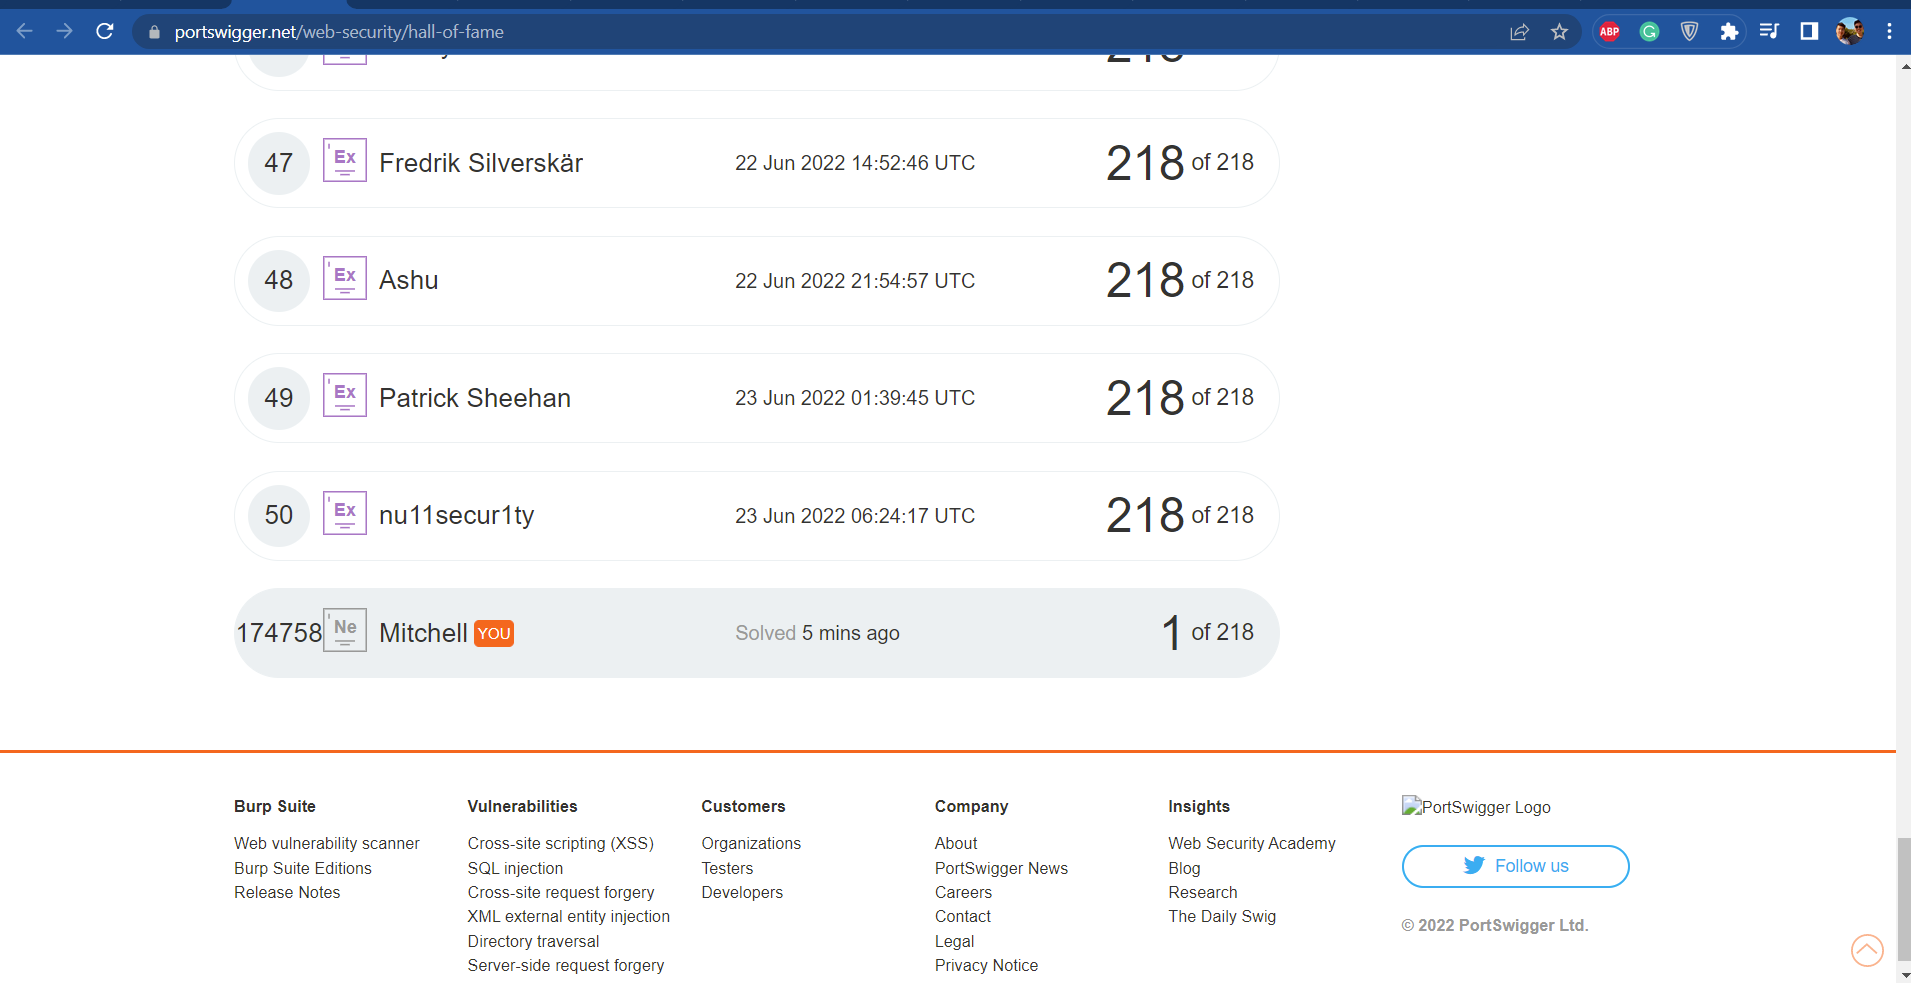 portswigger.net/web-security/hall-of-fame
ABP
47 Ex Fredrik Silverskär 22 Jun 2022 14:52:46 UTC 218 of 218
48 Ex Ashu 22 Jun 2022 21:54:57 UTC 218 of 218
49 Ex Patrick Sheehan 23 Jun 2022 01:39:45 UTC 218 of 218
50 Ex nu11secur1ty 23 Jun 2022 06:24:17 UTC 218 of 218
174758 Ne Mitchell YOU Solved 5 mins ago 1 of 218
Burp Suite
Web vulnerability scanner
Burp Suite Editions
Release Notes
Vulnerabilities
Cross-site scripting (XSS)
SQL injection
Cross-site request forgery
XML external entity injection
Directory traversal
Server-side request forgery
Customers
Organizations
Testers
Developers
Company
About
PortSwigger News
Careers
Contact
Legal
Privacy Notice
Insights
Web Security Academy
Blog
Research
The Daily Swig
PortSwigger Logo
Follow us
© 2022 PortSwigger Ltd.